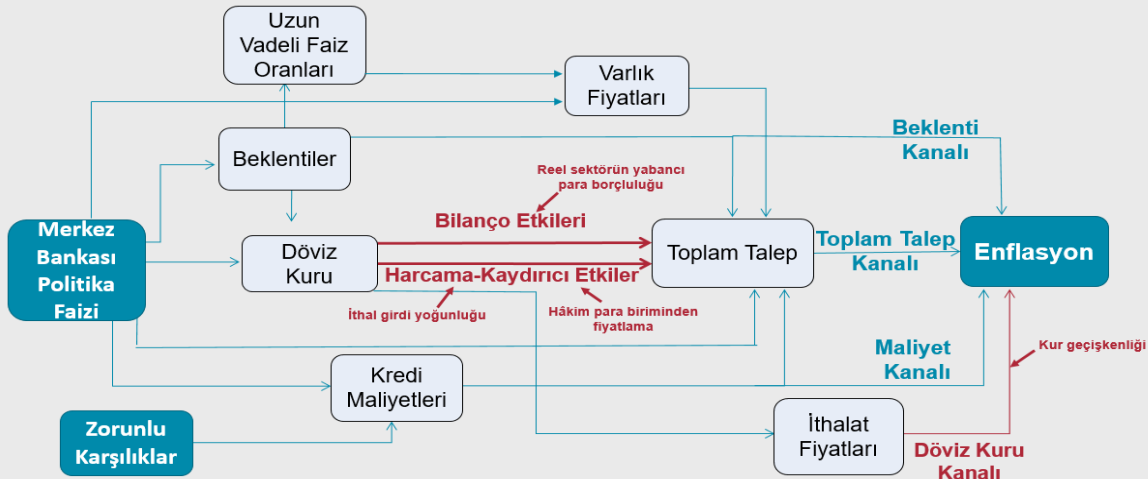 Uzun
Vadeli Faiz
Oranları
Varlık
Fiyatları
Beklentiler
Beklenti
Kanalı
Reel sektörün yabancı
para borçluluğu
Bilanço Etkileri
Merkez
Bankası
Politika
Faizi
Döviz
Kuru
Toplam Talep
Toplam Talep
Kanalı
Enflasyon
Harcama-Kaydırıcı Etkiler
İthal girdi yoğunluğu
Hâkim para biriminden
fiyatlama
Kredi
Maliyetleri
Maliyet
Kanalı
Kur geçişkenliği
Zorunlu
Karşılıklar
İthalat
Fiyatları
Döviz Kuru
Kanalı